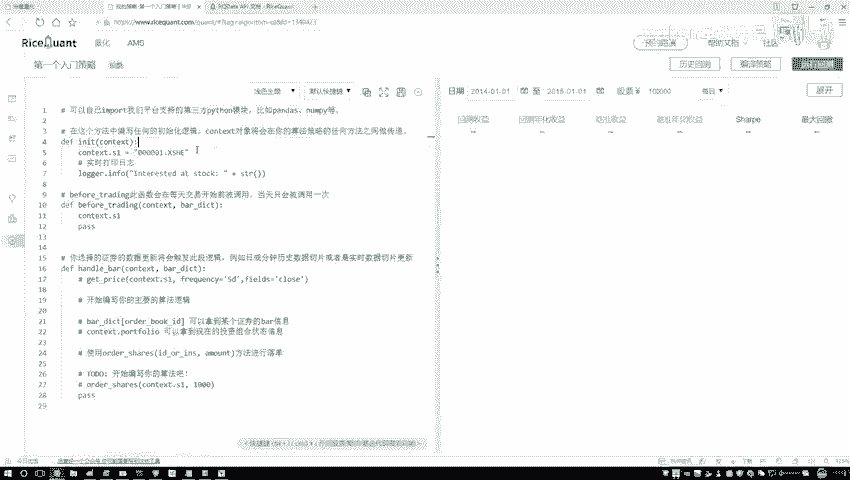 RiceQuant
量化
AMS
帮助文档
社区
第一个入门策略
历史回测
编译策略
浅色主题
默认快捷键
日期 2014-01-01 至 2015-01-01 股票 ¥ 100000 每日
展开
回测收益 回测年化收益 基准收益 基准年化收益 Sharpe 最大回撤
1 # 可以自己import我们平台支持的第三方python模块，比如pandas、numpy等。
2
3 # 在这个方法中编写任何的初始化逻辑。context对象将会在你的算法策略的任何方法之间做传递。
4 def init(context):
5 context.s1 = "000001.XSHE"
6 # 实时打印日志
7 logger.info("Interested at stock: " + str())
8
9 # before_trading此函数会在每天交易开始前被调用，当天只会被调用一次
10 def before_trading(context, bar_dict):
11 context.s1
12 pass
13
14
15 # 你选择的证券的数据更新将会触发此段逻辑，例如日或分钟历史数据切片或者是实时数据切片更新
16 def handle_bar(context, bar_dict):
17 # get_price(context.s1, frequency='5d',fields='close')
18
19 # 开始编写你的主要的算法逻辑
20
21 # bar_dict[order_book_id] 可以拿到某个证券的bar信息
22 # context.portfolio 可以拿到现在的投资组合状态信息
23
24 # 使用order_shares(id_or_ins, amount)方法进行落单
25
26 # TODO: 开始编写你的算法吧！
27 # order_shares(context.s1, 1000)
28 pass
29